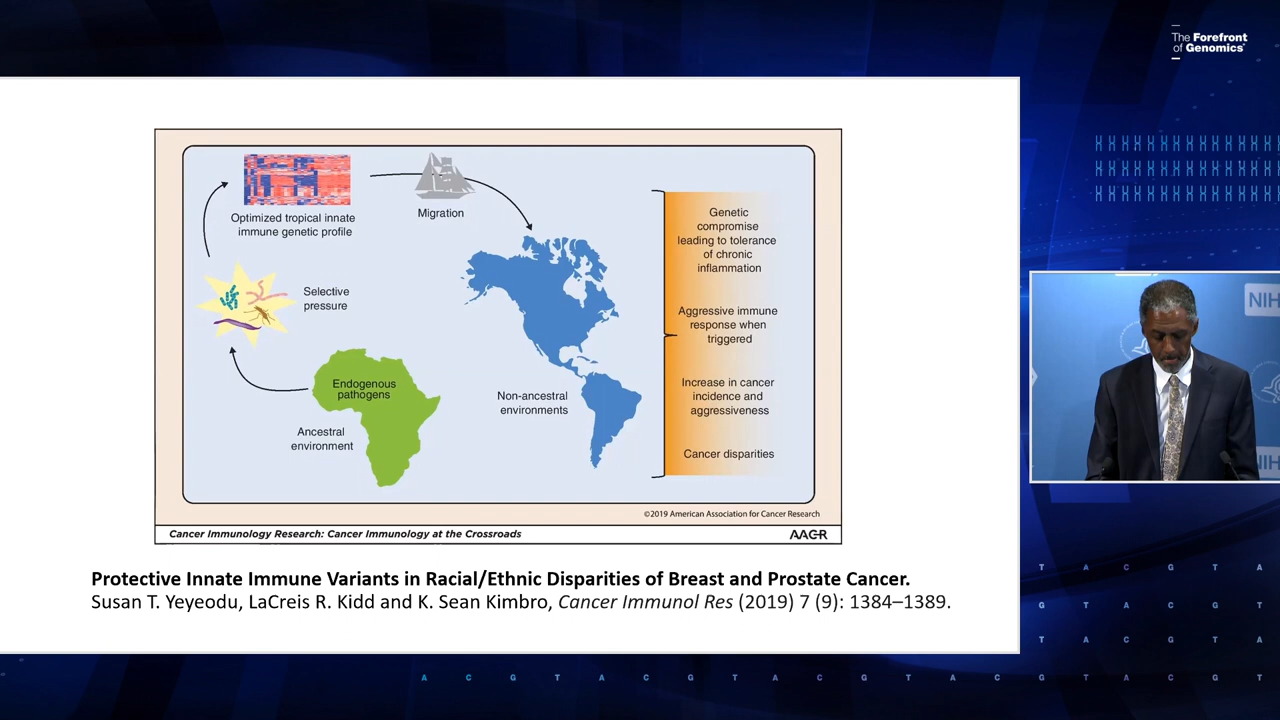 The Forefront
of Genomics®
Optimized tropical innate
immune genetic profile
Migration
Selective
pressure
Endogenous
pathogens
Ancestral
environment
Non-ancestral
environments
Genetic
compromise
leading to tolerance
of chronic
inflammation
Aggressive immune
response when
triggered
Increase in cancer
incidence and
aggressiveness
Cancer disparities
©2019 American Association for Cancer Research
Cancer Immunology Research: Cancer Immunology at the Crossroads
AACR
Protective Innate Immune Variants in Racial/Ethnic Disparities of Breast and Prostate Cancer.
Susan T. Yeyeodu, LaCreis R. Kidd and K. Sean Kimbro, Cancer Immunol Res (2019) 7 (9): 1384–1389.
NIH
NIH
T A C G T A
G T A C G T
T A C G T A
A C G T A C G T A C G T A C G T A C G T